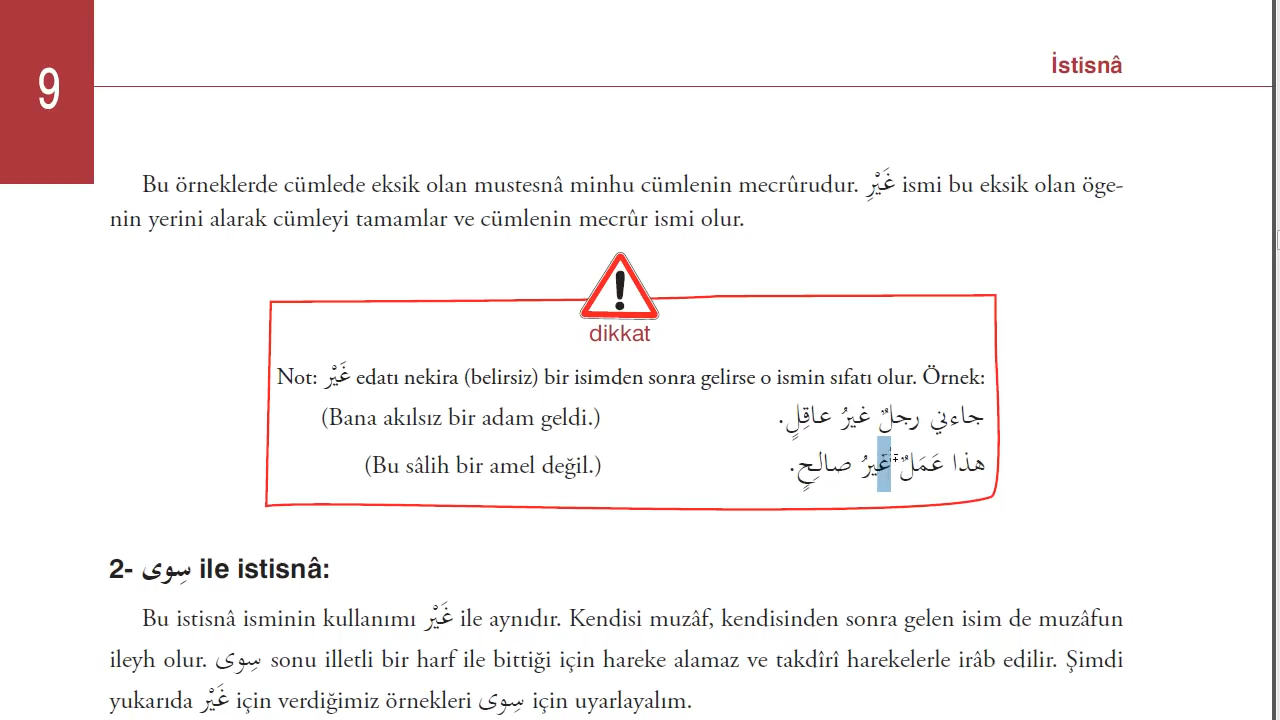 9
İstisnâ
Bu örneklerde cümlede eksik olan mustesnâ minhu cümlenin mecrûrudur. غَيْرِ ismi bu eksik olan öge-
nin yerini alarak cümleyi tamamlar ve cümlenin mecrûr ismi olur.
dikkat
Not: غَيْر edatı nekira (belirsiz) bir isimden sonra gelirse o ismin sıfatı olur. Örnek:
(Bana akılsız bir adam geldi.) جاءني رجلٌ غيرُ عاقِلٍ.
(Bu sâlih bir amel değil.) هذا عَمَلٌ غيرُ صالِحٍ.
2- سِوى ile istisnâ:
Bu istisnâ isminin kullanımı غَيْر ile aynıdır. Kendisi muzâf, kendisinden sonra gelen isim de muzâfun
ileyh olur. سِوى sonu illetli bir harf ile bittiği için hareke alamaz ve takdîrî harekelerle irâb edilir. Şimdi
yukarıda غَيْر için verdiğimiz örnekleri سِوى için uyarlayalım.